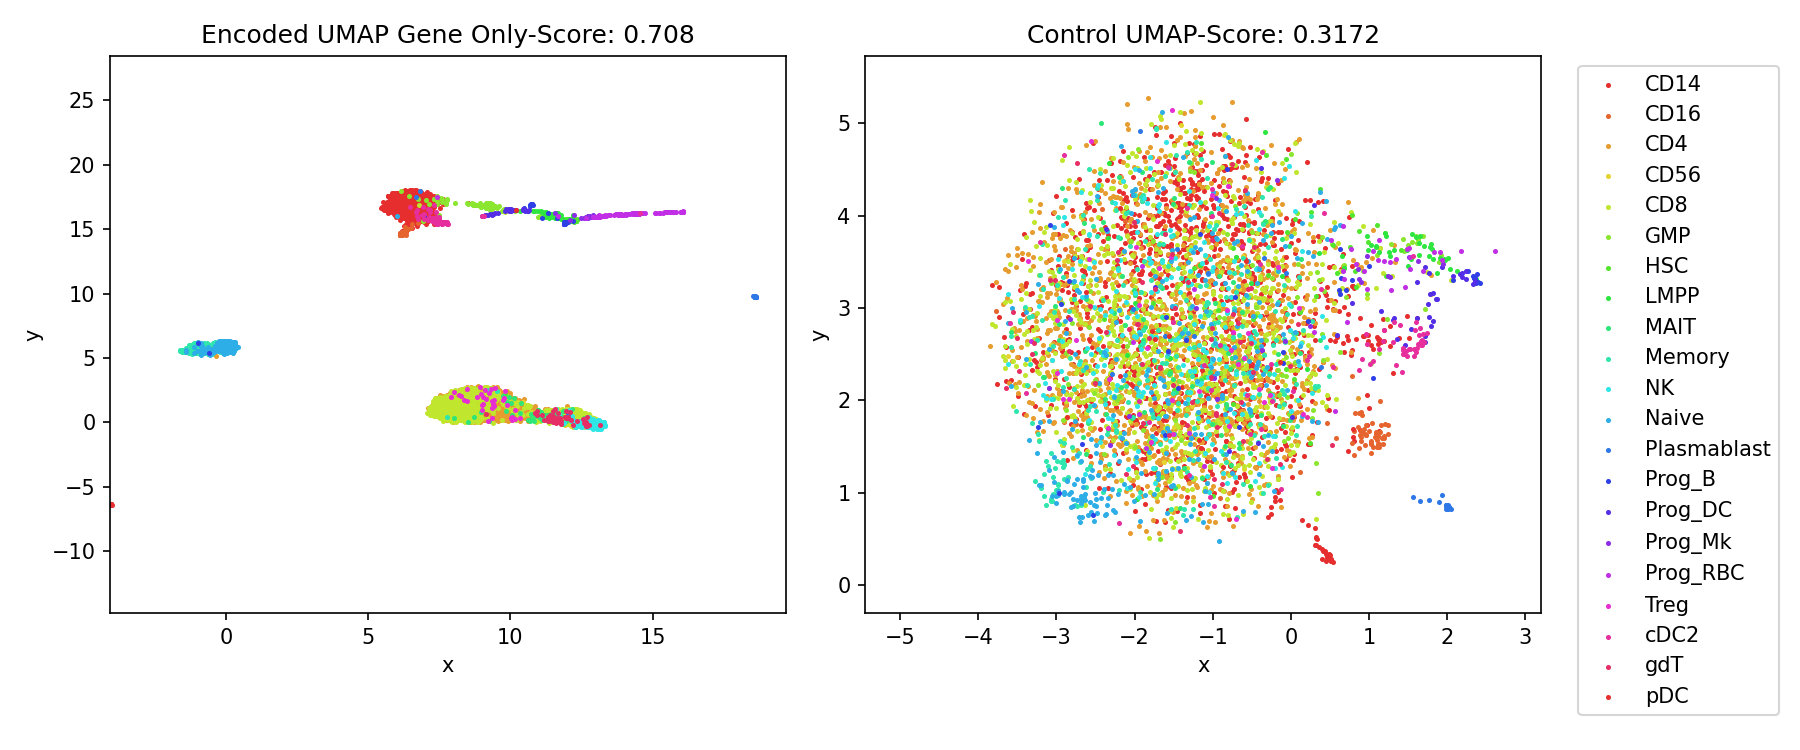 Encoded UMAP Gene Only-Score: 0.708
25
20
15
10
5
0
−5
−10
0
5
10
15
x
y
Control UMAP-Score: 0.3172
5
4
3
2
1
0
−5
−4
−3
−2
−1
0
1
2
3
x
y
CD14
CD16
CD4
CD56
CD8
GMP
HSC
LMPP
MAIT
Memory
NK
Naive
Plasmablast
Prog_B
Prog_DC
Prog_Mk
Prog_RBC
Treg
cDC2
gdT
pDC